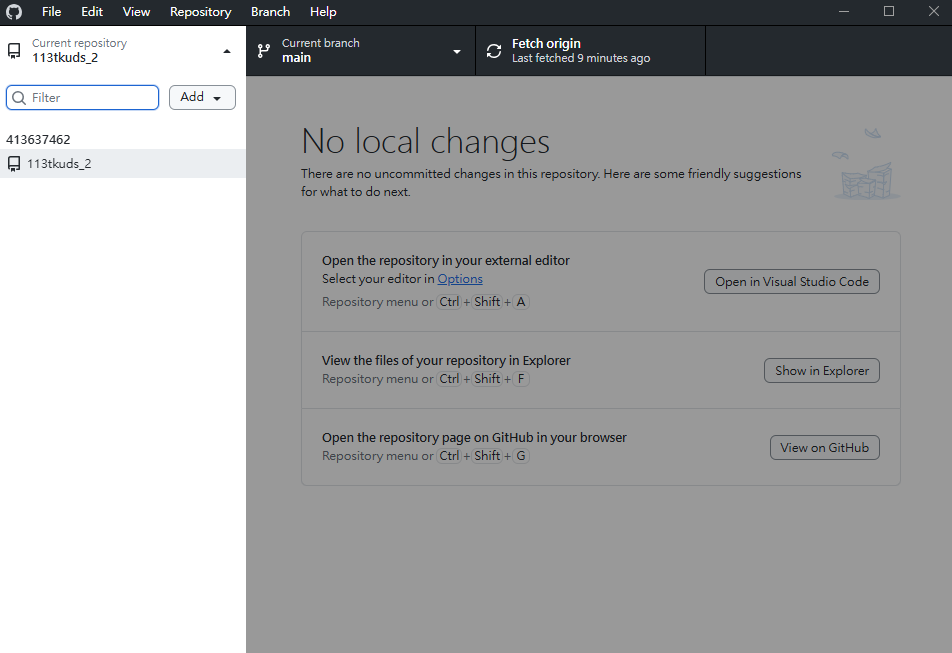 File Edit View Repository Branch Help
Current repository
113tkuds_2
Current branch
main
Fetch origin
Last fetched 9 minutes ago
Filter
Add
413637462
113tkuds_2
No local changes
There are no uncommitted changes in this repository. Here are some friendly suggestions
for what to do next.
Open the repository in your external editor
Select your editor in Options
Repository menu or Ctrl + Shift + A
Open in Visual Studio Code
View the files of your repository in Explorer
Repository menu or Ctrl + Shift + F
Show in Explorer
Open the repository page on GitHub in your browser
Repository menu or Ctrl + Shift + G
View on GitHub